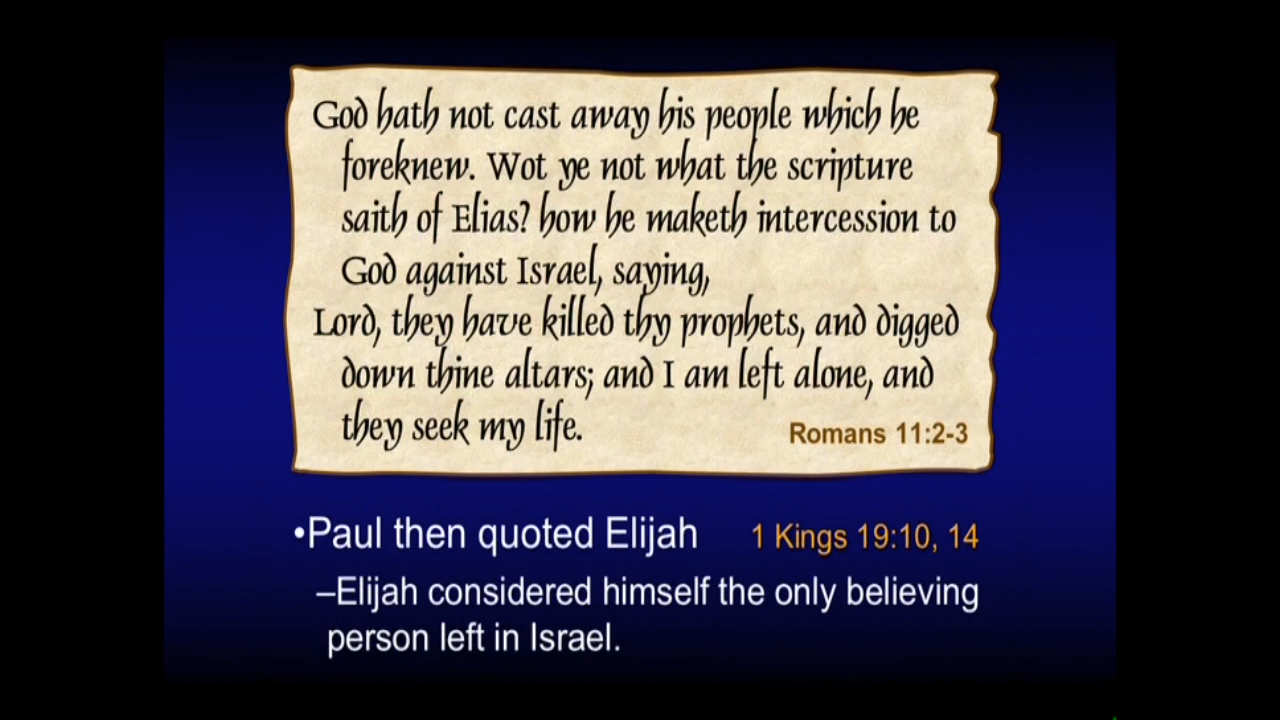 God hath not cast away his people which he
foreknew. Wot ye not what the scripture
saith of Elias? how he maketh intercession to
God against Israel, saying,
Lord, they have killed thy prophets, and digged
down thine altars; and I am left alone, and
they seek my life.
Romans 11:2-3
•Paul then quoted Elijah 1 Kings 19:10, 14
–Elijah considered himself the only believing
person left in Israel.